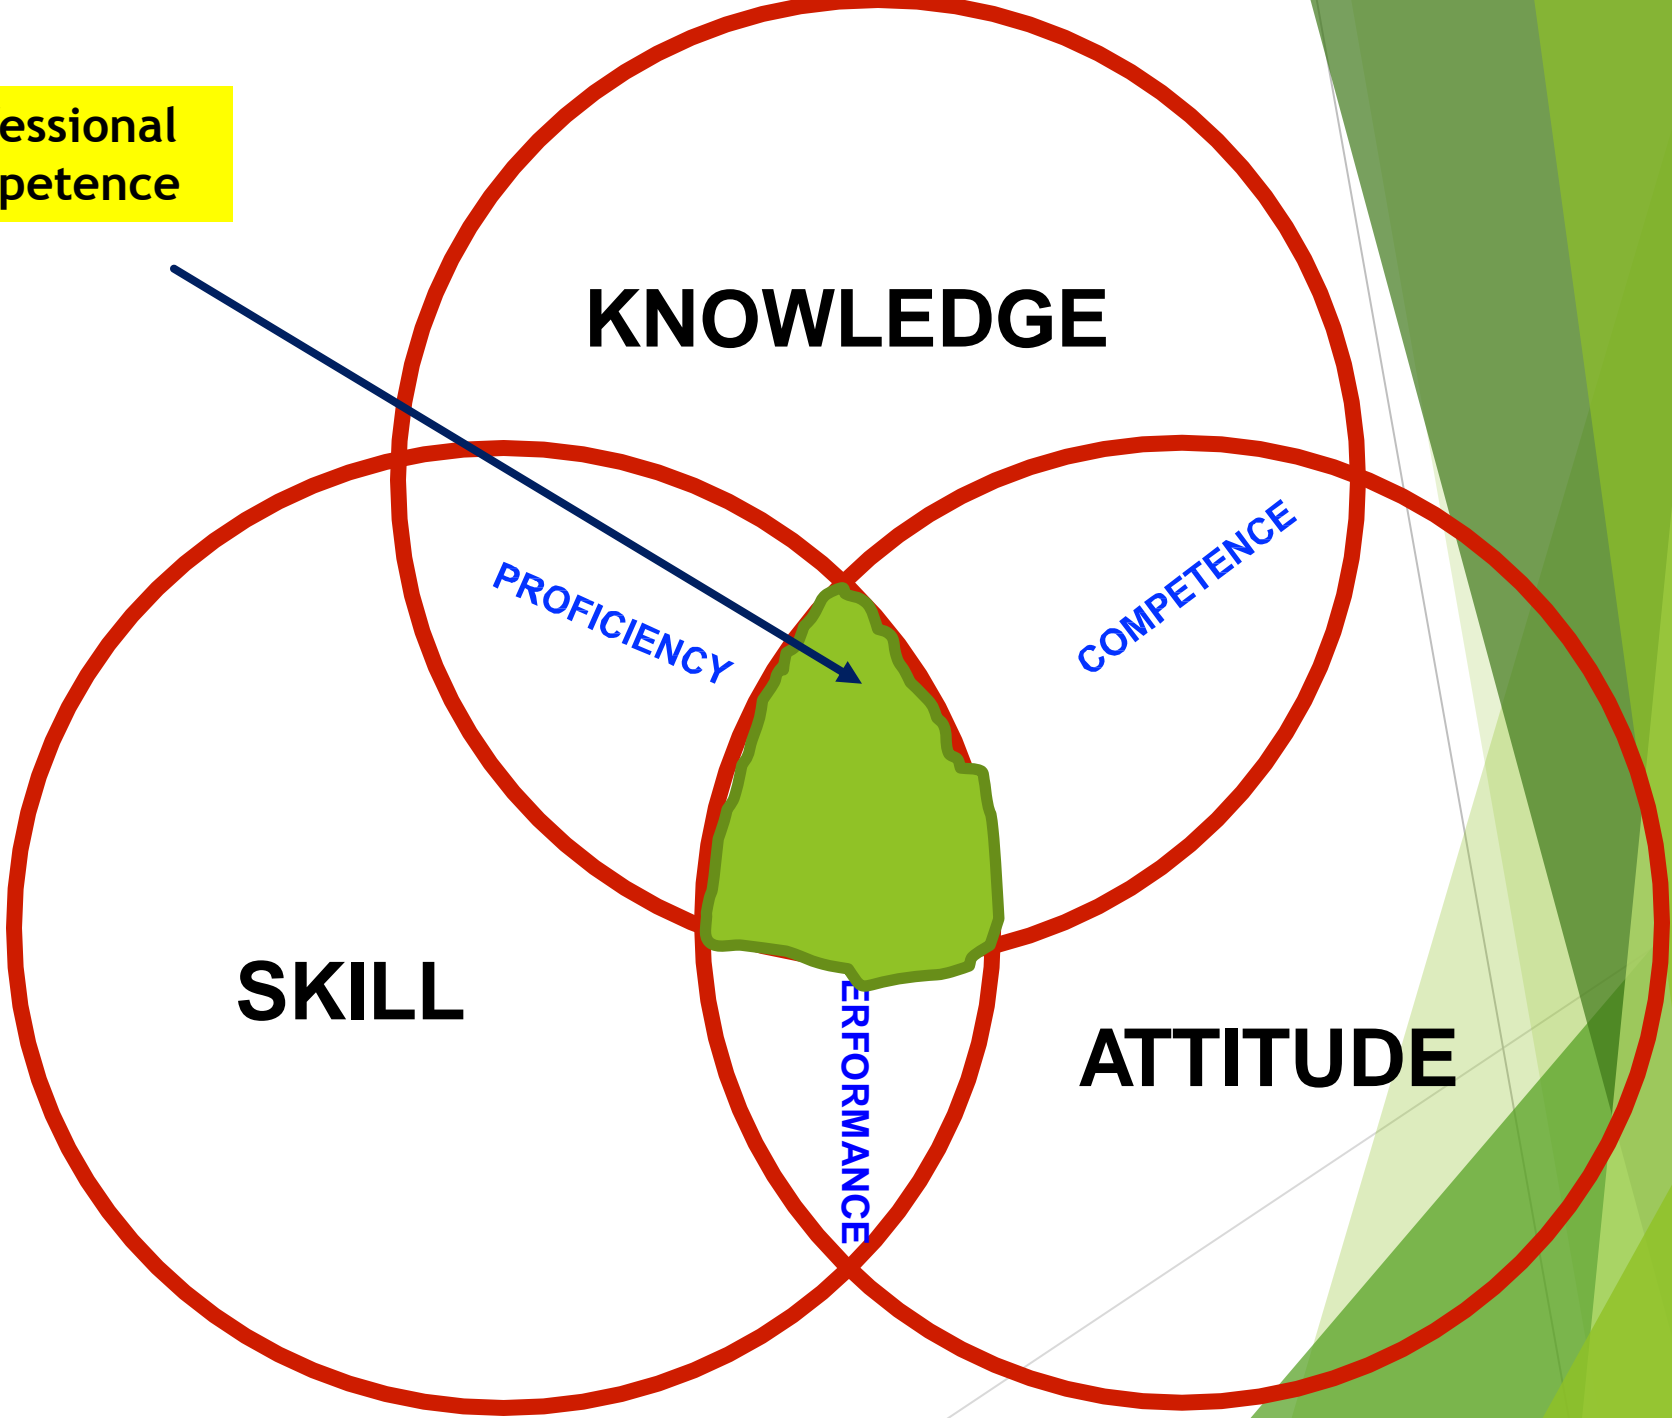 essional
petence
KNOWLEDGE
PROFICIENCY
COMPETENCE
SKILL
ATTITUDE
ERFORMANCE